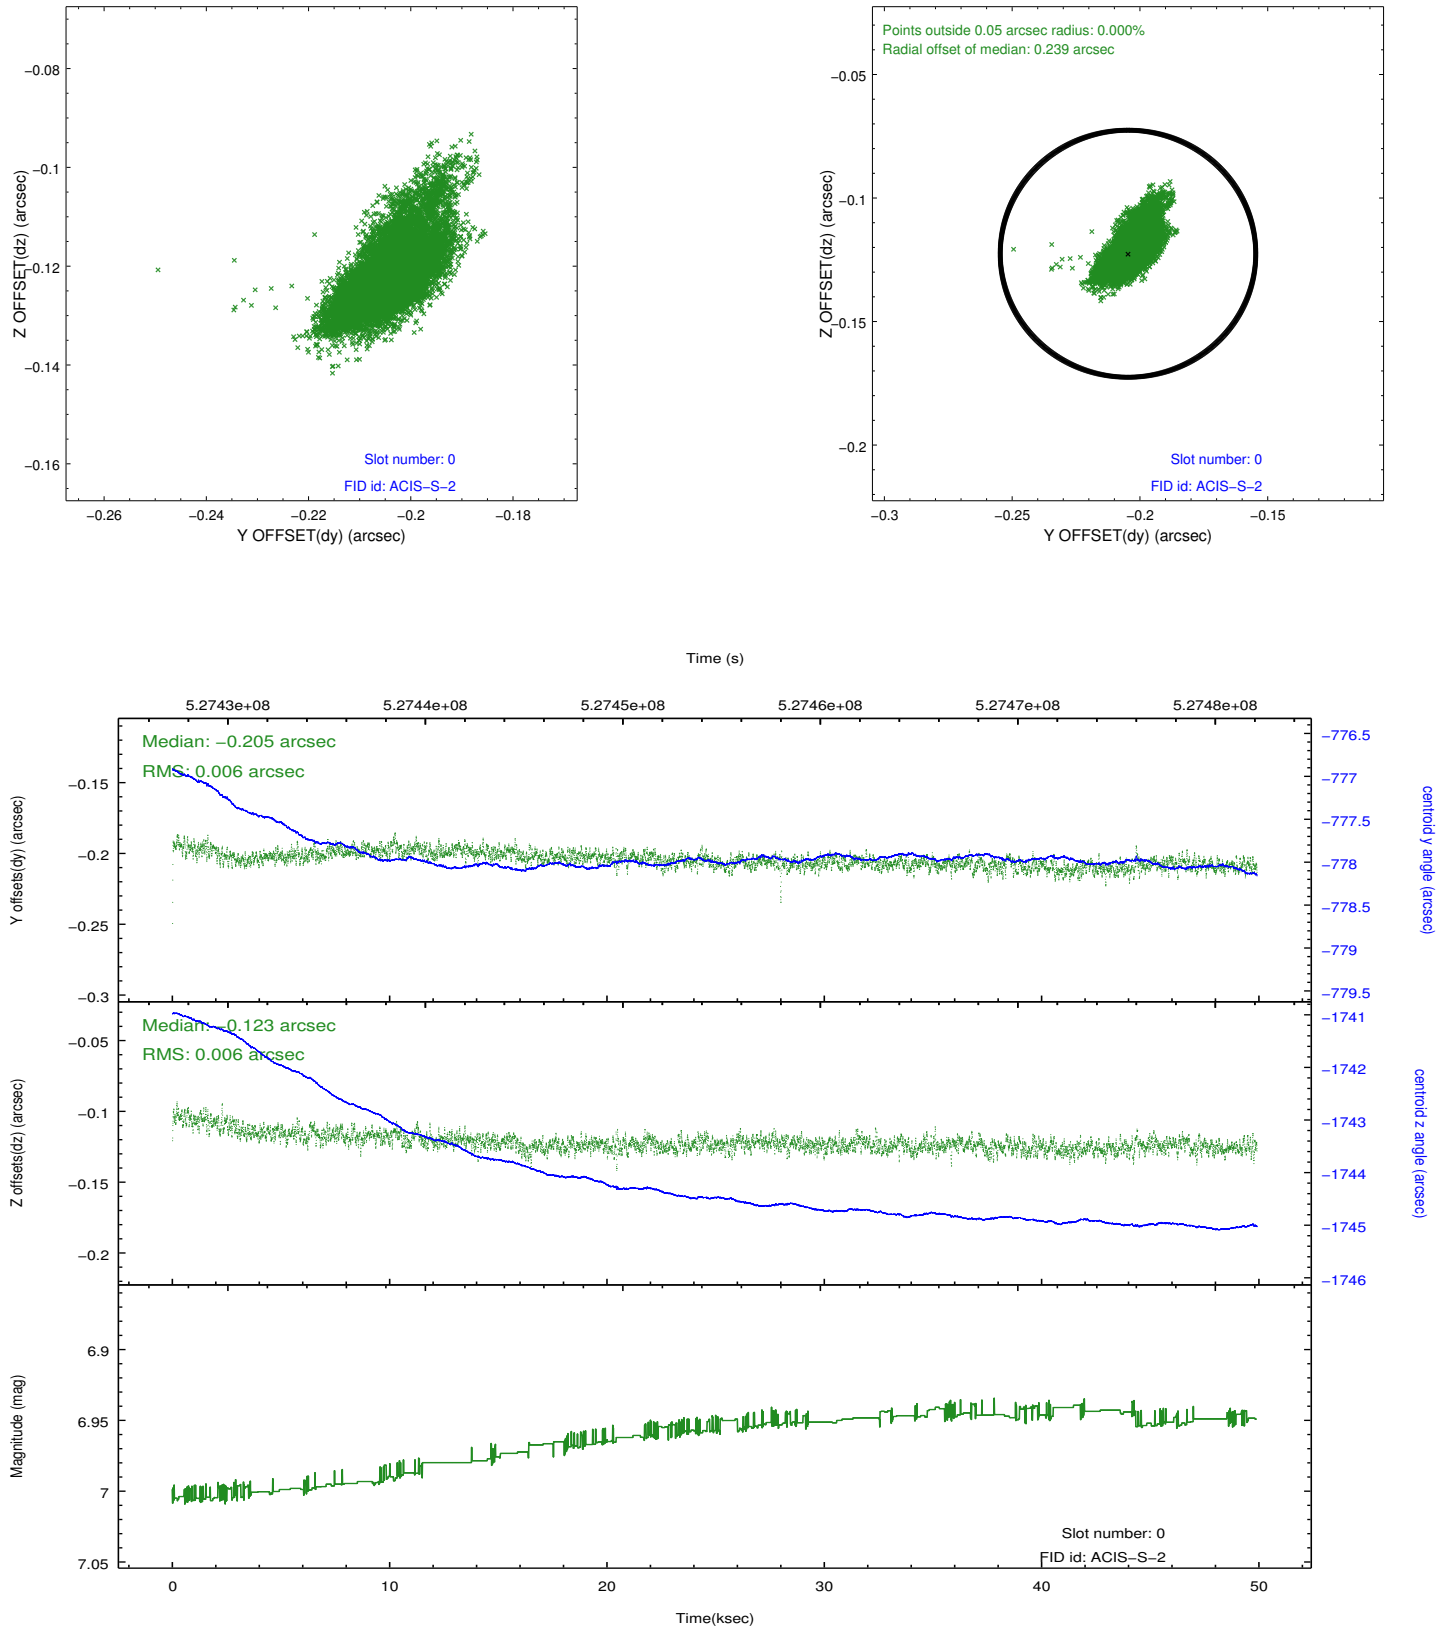 −0.08
−0.1
−0.12
−0.14
−0.16
Z OFFSET(dz) (arcsec)
Slot number: 0
FID id: ACIS−S−2
−0.26
−0.24
−0.22
−0.2
−0.18
Y OFFSET(dy) (arcsec)
Points outside 0.05 arcsec radius: 0.000%
Radial offset of median: 0.239 arcsec
−0.05
−0.1
−0.15
−0.2
Z OFFSET(dz) (arcsec)
Slot number: 0
FID id: ACIS−S−2
−0.3
−0.25
−0.2
−0.15
Y OFFSET(dy) (arcsec)
Time (s)
5.2743e+08
5.2744e+08
5.2745e+08
5.2746e+08
5.2747e+08
5.2748e+08
Median: −0.205 arcsec
RMS: 0.006 arcsec
−0.15
−0.2
−0.25
−0.3
Y offsets(dy) (arcsec)
−776.5
−777
−777.5
−778
−778.5
−779
−779.5
centroid y angle (arcsec)
Median: −0.123 arcsec
RMS: 0.006 arcsec
−0.05
−0.1
−0.15
−0.2
Z offsets(dz) (arcsec)
−1741
−1742
−1743
−1744
−1745
−1746
centroid z angle (arcsec)
6.9
6.95
7
7.05
Magnitude (mag)
Slot number: 0
FID id: ACIS−S−2
0
10
20
30
40
50
Time(ksec)